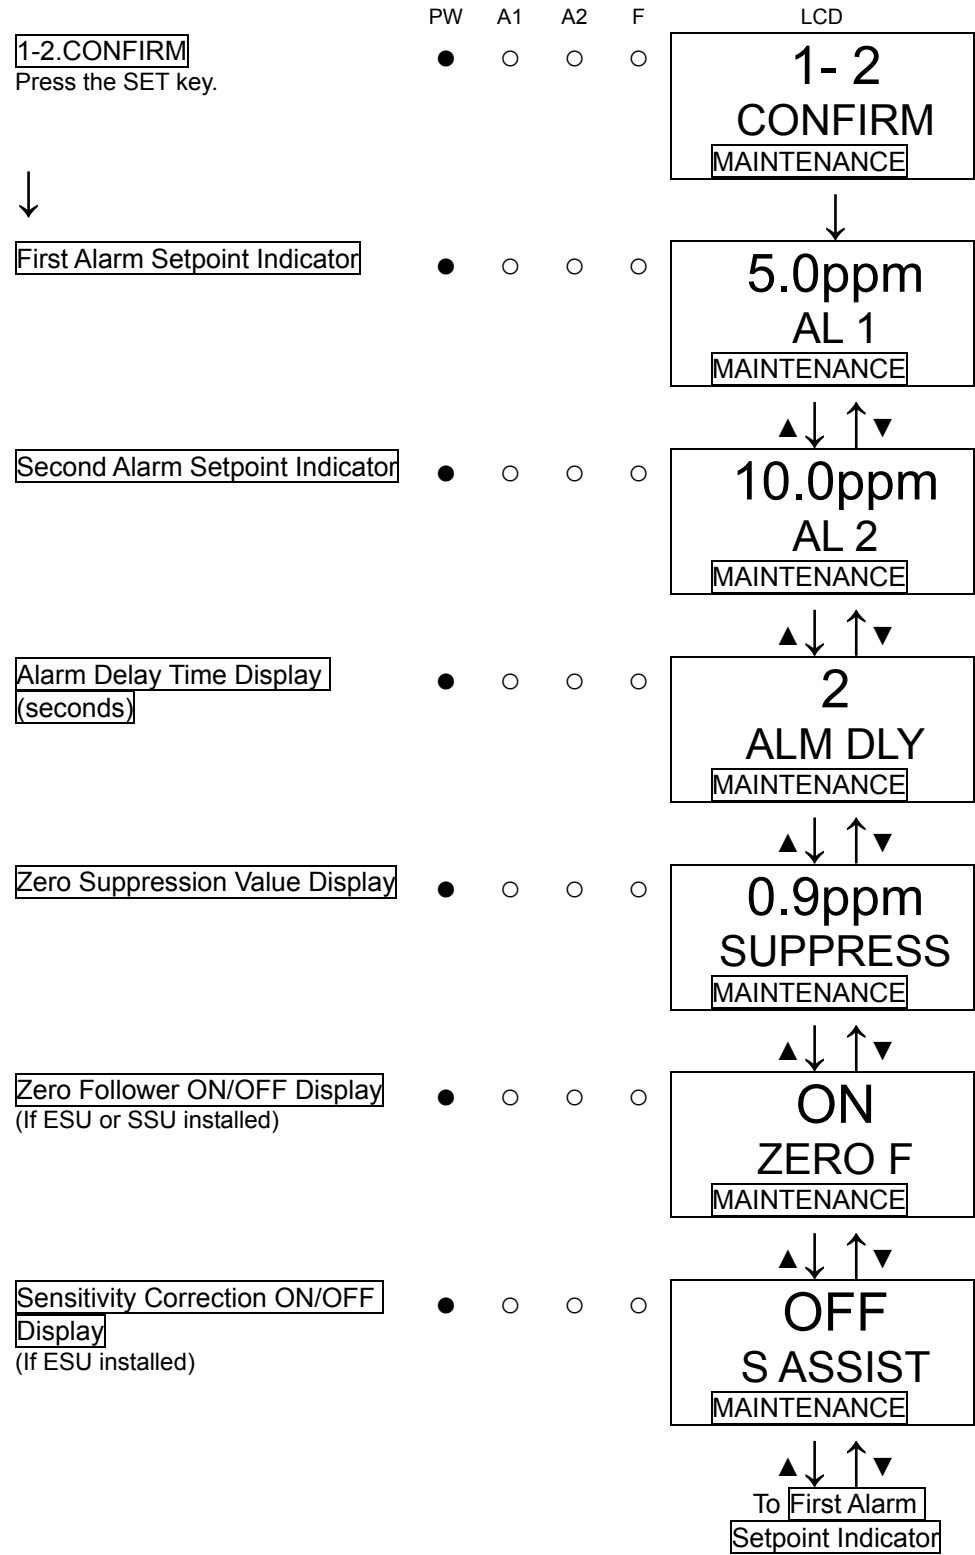 PW A1 A2 F LCD
1-2.CONFIRM ● ○ ○ ○
Press the SET key.
1- 2
CONFIRM
MAINTENANCE
↓ ↓
First Alarm Setpoint Indicator ● ○ ○ ○
5.0ppm
AL 1
MAINTENANCE
▲↓ ↑▼
Second Alarm Setpoint Indicator ● ○ ○ ○
10.0ppm
AL 2
MAINTENANCE
▲↓ ↑▼
Alarm Delay Time Display ● ○ ○ ○
(seconds)
2
ALM DLY
MAINTENANCE
▲↓ ↑▼
Zero Suppression Value Display ● ○ ○ ○
0.9ppm
SUPPRESS
MAINTENANCE
▲↓ ↑▼
Zero Follower ON/OFF Display ● ○ ○ ○
(If ESU or SSU installed)
ON
ZERO F
MAINTENANCE
▲↓ ↑▼
Sensitivity Correction ON/OFF ● ○ ○ ○
Display
(If ESU installed)
OFF
S ASSIST
MAINTENANCE
▲↓ ↑▼
To First Alarm
Setpoint Indicator